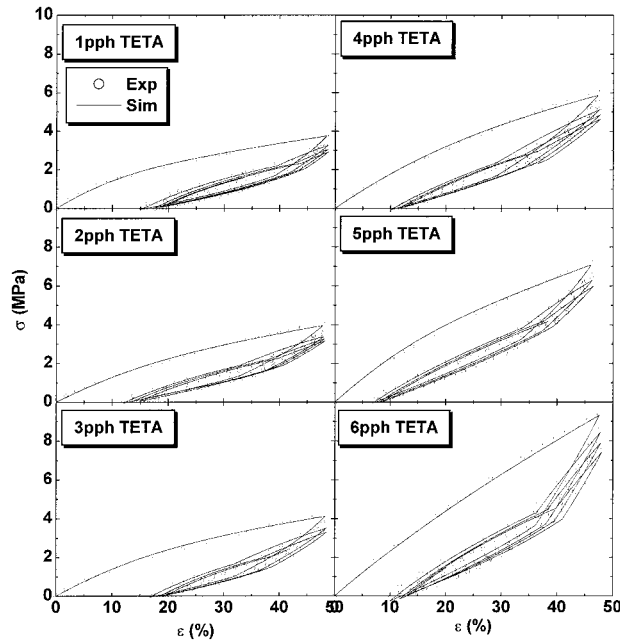 10
8
6
4
2
0
1pph TETA
Exp
Sim
4pph TETA
8
6
4
2
0
2pph TETA
5pph TETA
σ (MPa)
8
6
4
2
0
3pph TETA
6pph TETA
0 10 20 30 40 50 10 20 30 40 50
ε (%) ε (%)